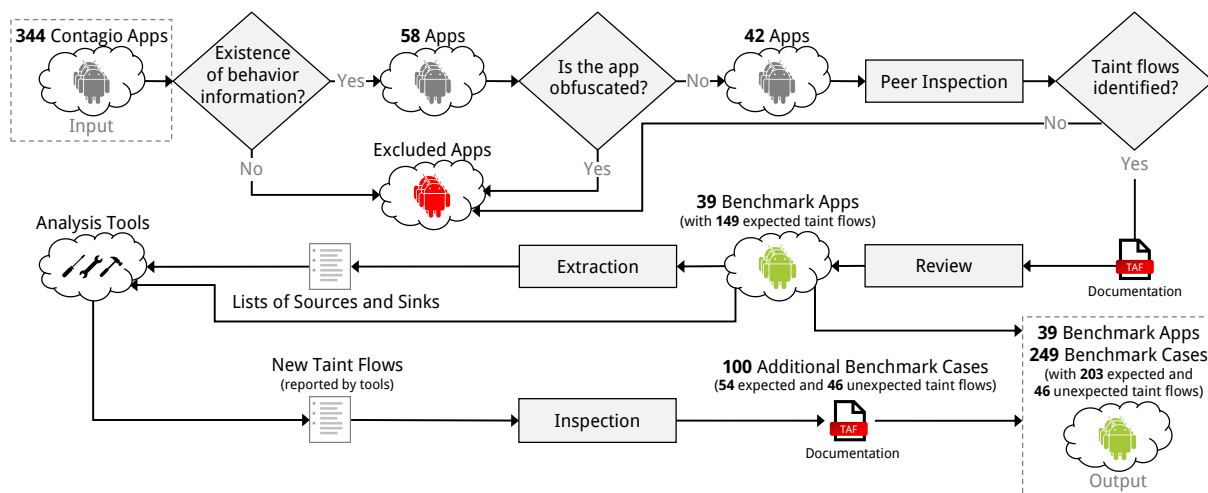 344 Contagio Apps
Input
Existence
of behavior
information?
Yes
No
58 Apps
Is the app
obfuscated?
No
Yes
42 Apps
Peer Inspection
Taint flows
identified?
No
Yes
Excluded Apps
TAF
Documentation
Review
39 Benchmark Apps
(with 149 expected taint flows)
Extraction
Lists of Sources and Sinks
Analysis Tools
New Taint Flows
(reported by tools)
Inspection
100 Additional Benchmark Cases
(54 expected and 46 unexpected taint flows)
TAF
Documentation
39 Benchmark Apps
249 Benchmark Cases
(with 203 expected and
46 unexpected taint flows)
Output